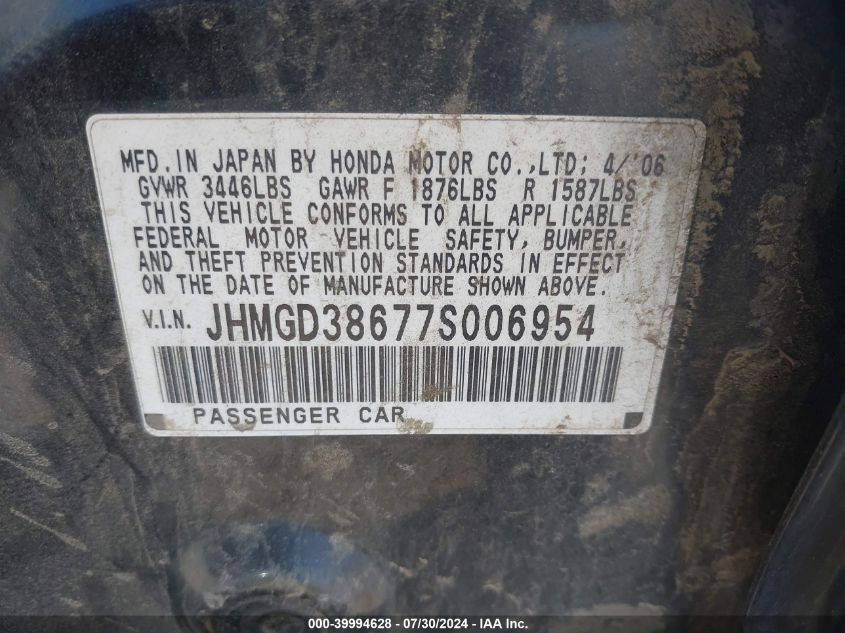 MFD. IN JAPAN BY HONDA MOTOR CO., LTD; 4/'06
GVWR 3446LBS GAWR F 1876LBS R 1587LBS
THIS VEHICLE CONFORMS TO ALL APPLICABLE
FEDERAL MOTOR VEHICLE SAFETY, BUMPER,
AND THEFT PREVENTION STANDARDS IN EFFECT
ON THE DATE OF MANUFACTURE SHOWN ABOVE.
V.I.N. JHMGD38677S006954
PASSENGER CAR
000-39994628 - 07/30/2024 - IAA Inc.